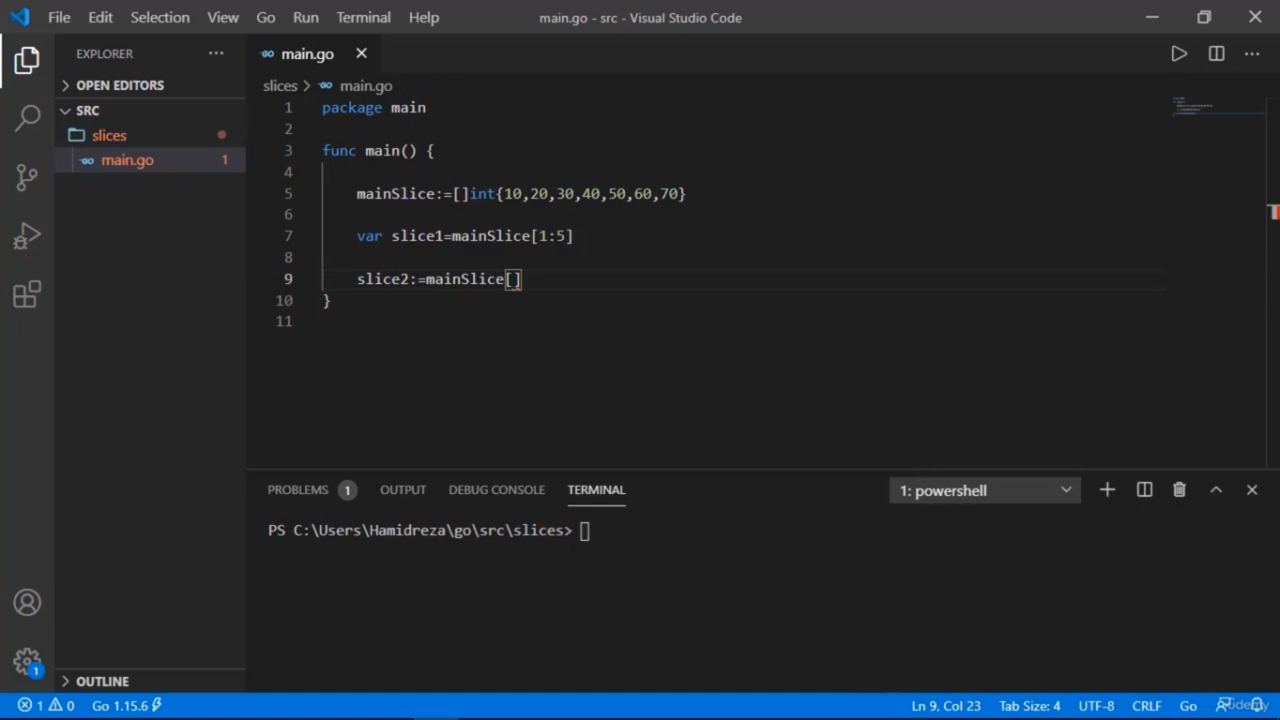 File Edit Selection View Go Run Terminal Help
main.go - src - Visual Studio Code
EXPLORER
OPEN EDITORS
SRC
slices
main.go 1
OUTLINE
main.go
slices > main.go
1 package main
2
3 func main() {
4
5 mainSlice:=[]int{10,20,30,40,50,60,70}
6
7 var slice1=mainSlice[1:5]
8
9 slice2:=mainSlice[]
10 }
11
PROBLEMS 1 OUTPUT DEBUG CONSOLE TERMINAL
1: powershell
PS C:\Users\Hamidreza\go\src\slices>
1
1 0 Go 1.15.6 Ln 9, Col 23 Tab Size: 4 UTF-8 CRLF Go
Udemy